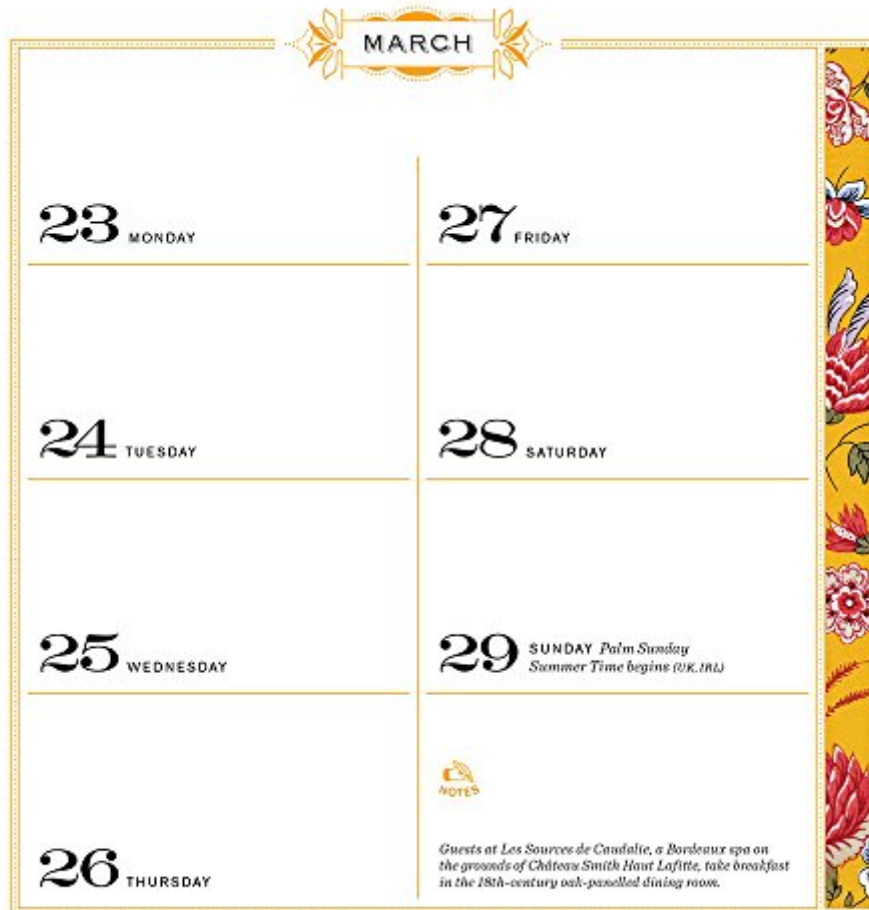 MARCH
23 MONDAY
24 TUESDAY
25 WEDNESDAY
26 THURSDAY
27 FRIDAY
28 SATURDAY
29 SUNDAY Palm Sunday
Summer Time begins (UK, IRL)
NOTES
Guests at Les Sources de Caudalie, a Bordeaux spa on
the grounds of Château Smith Haut Lafitte, take breakfast
in the 18th-century oak-panelled dining room.